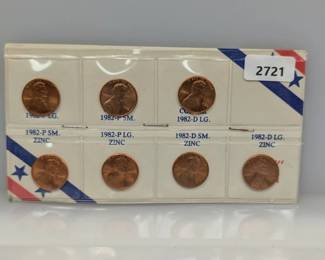 2721
1982-P LG.
1982-P SM.
1982-D LG.
1982-P SM.
ZINC
1982-P LG.
ZINC
1982-D SM.
ZINC
1982-D LG.
ZINC